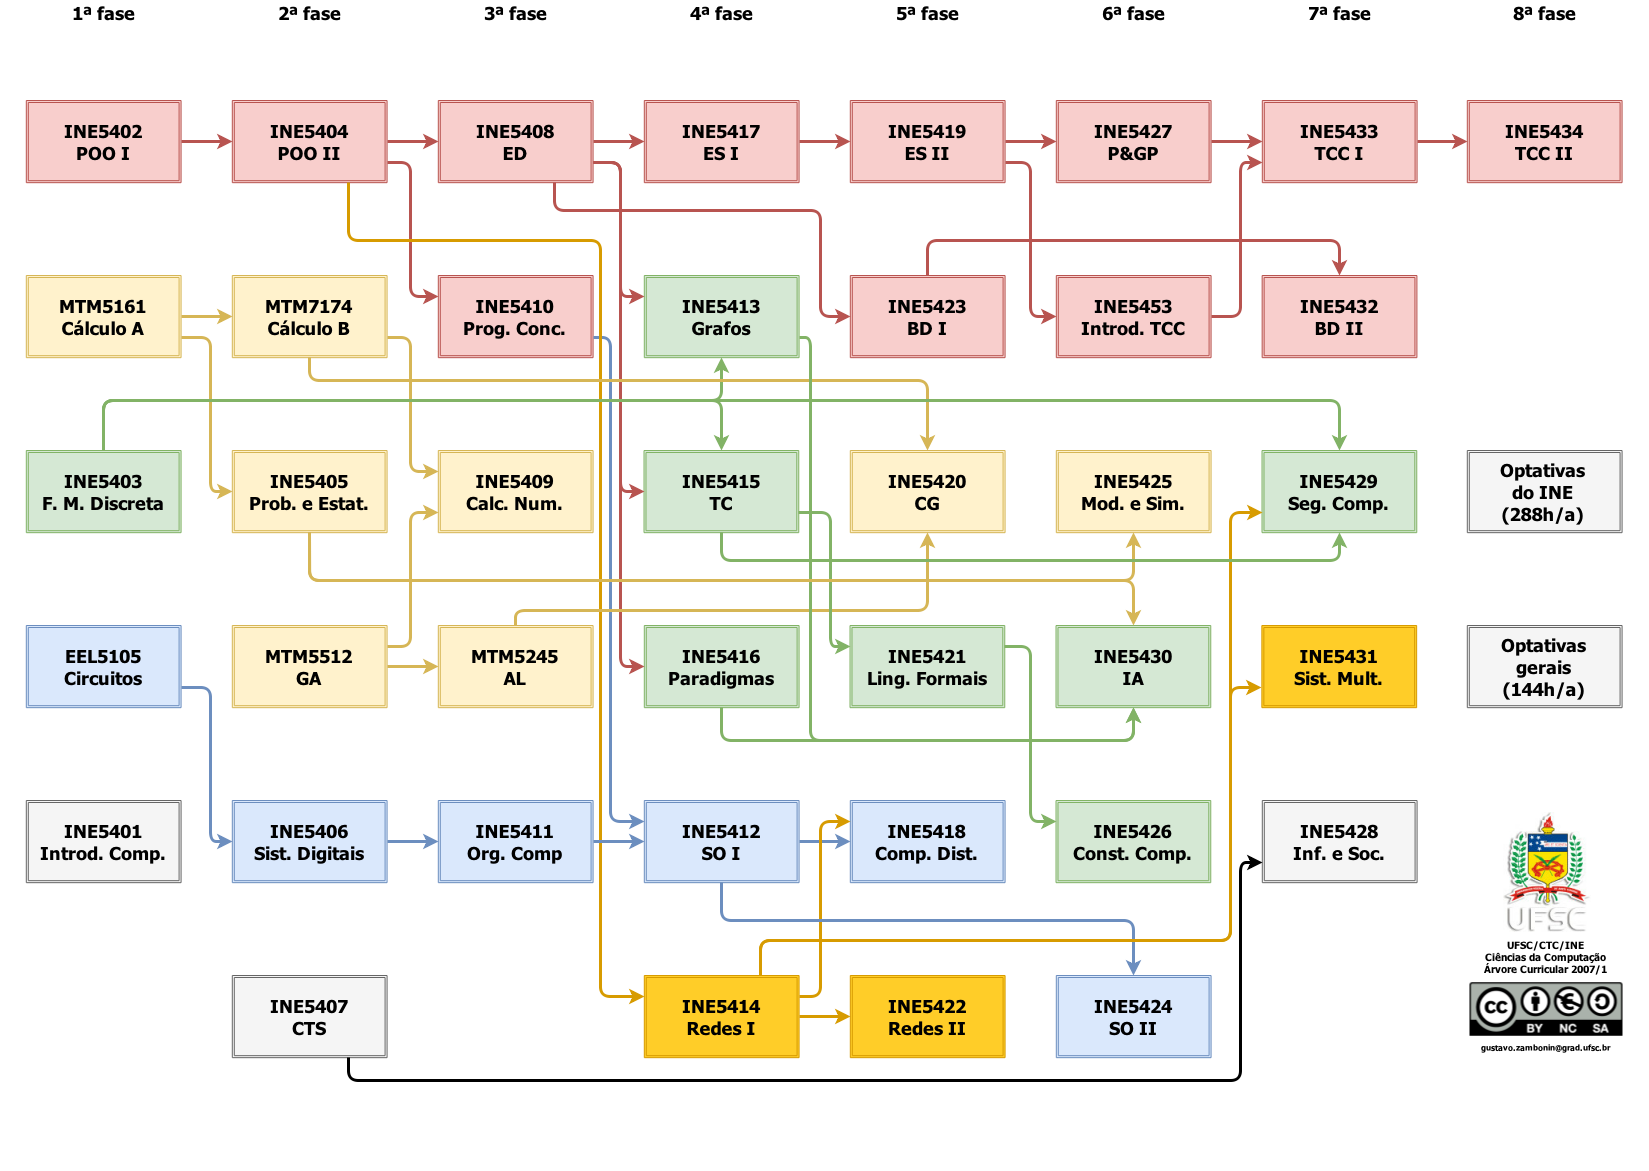 1ª fase
2ª fase
3ª fase
4ª fase
5ª fase
6ª fase
7ª fase
8ª fase
INE5402
POO I
INE5404
POO II
INE5408
ED
INE5417
ES I
INE5419
ES II
INE5427
P&GP
INE5433
TCC I
INE5434
TCC II
MTM5161
Cálculo A
MTM7174
Cálculo B
INE5410
Prog. Conc.
INE5413
Grafos
INE5423
BD I
INE5453
Introd. TCC
INE5432
BD II
INE5403
F. M. Discreta
INE5405
Prob. e Estat.
INE5409
Calc. Num.
INE5415
TC
INE5420
CG
INE5425
Mod. e Sim.
INE5429
Seg. Comp.
Optativas
do INE
(288h/a)
EEL5105
Circuitos
MTM5512
GA
MTM5245
AL
INE5416
Paradigmas
INE5421
Ling. Formais
INE5430
IA
INE5431
Sist. Mult.
Optativas
gerais
(144h/a)
INE5401
Introd. Comp.
INE5406
Sist. Digitais
INE5411
Org. Comp
INE5412
SO I
INE5418
Comp. Dist.
INE5426
Const. Comp.
INE5428
Inf. e Soc.
INE5407
CTS
INE5414
Redes I
INE5422
Redes II
INE5424
SO II
UFSC
UFSC/CTC/INE
Ciências da Computação
Árvore Curricular 2007/1
cc
BY NC SA
gustavo.zambonin@grad.ufsc.br